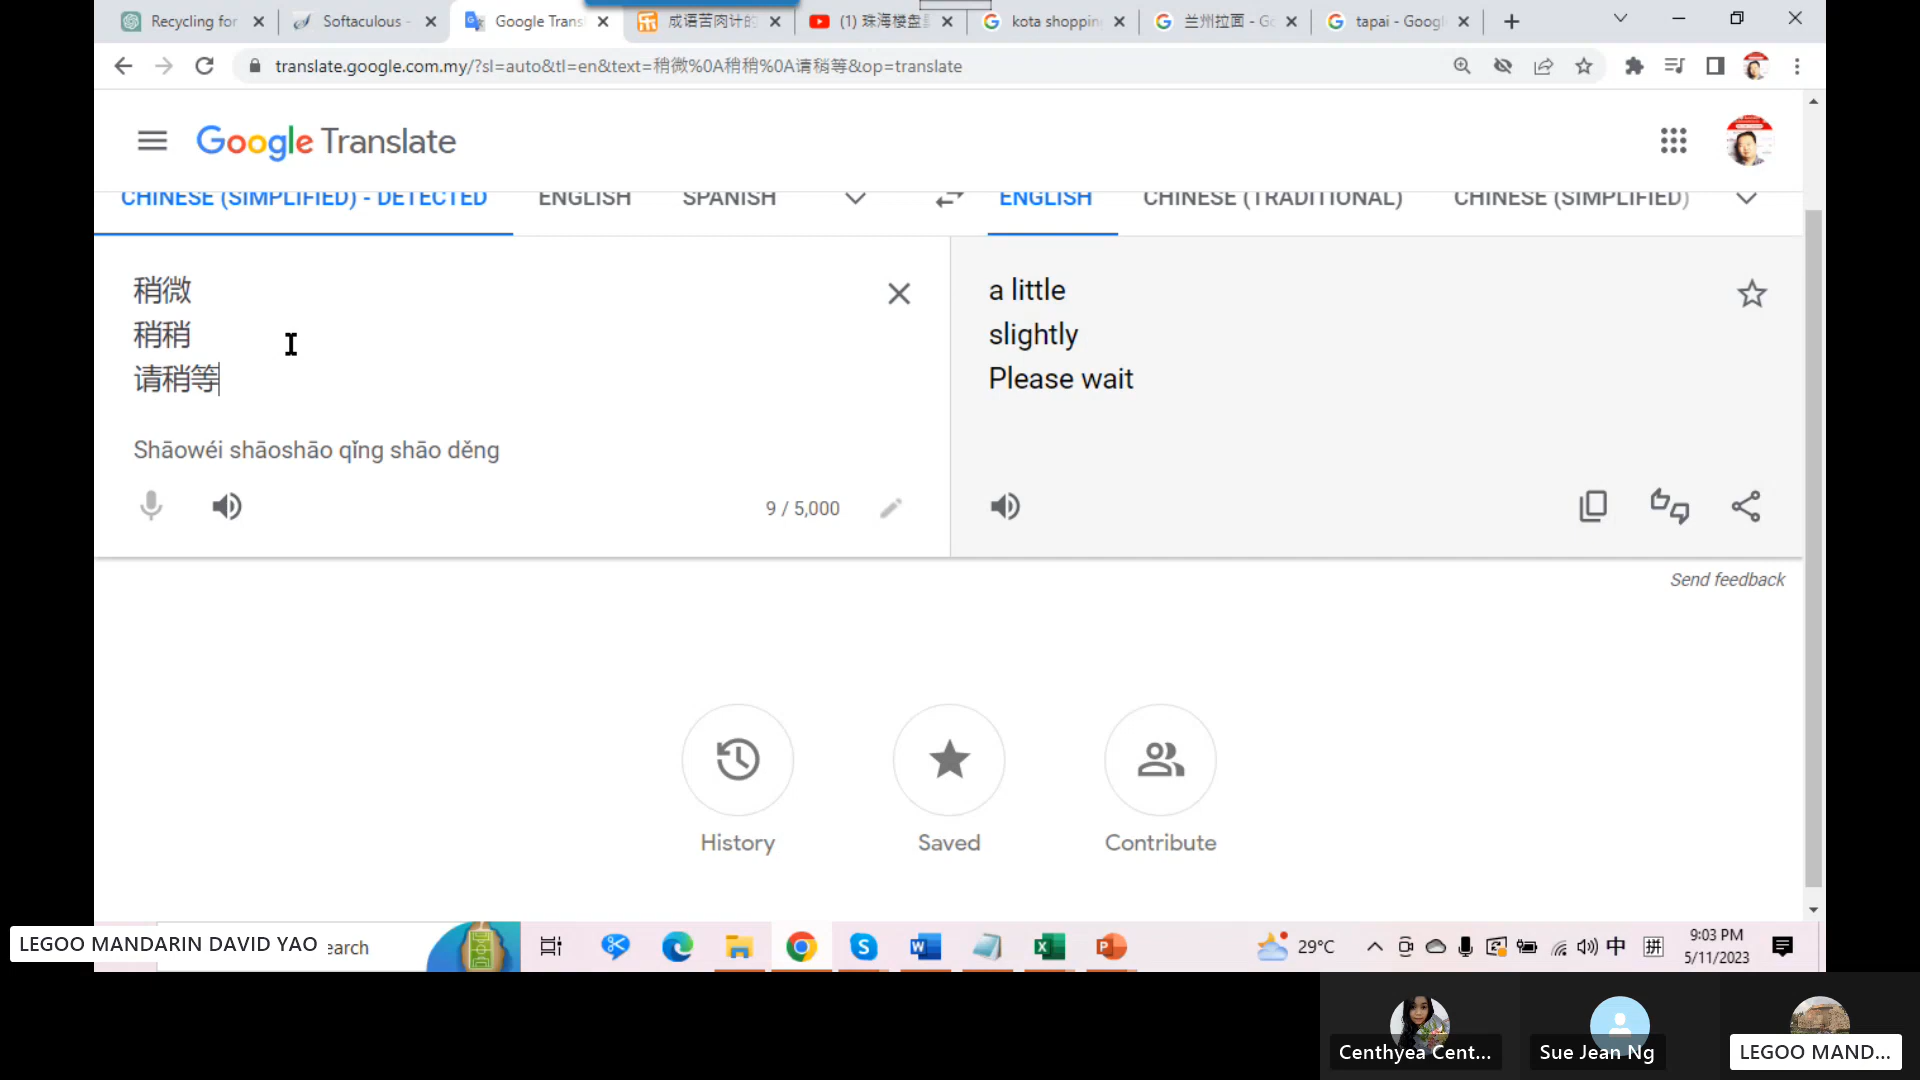 Recycling for
Softaculous -
Google Trans
成语苦肉计的
(1) 珠海楼盘
kota shoppin
兰州拉面 - Go
tapai - Googl
translate.google.com.my/?sl=auto&tl=en&text=稍微%0A稍稍%0A请稍等&op=translate
Google Translate
CHINESE (SIMPLIFIED) - DETECTED
ENGLISH
SPANISH
ENGLISH
CHINESE (TRADITIONAL)
CHINESE (SIMPLIFIED)
稍微
稍稍
请稍等
a little
slightly
Please wait
Shāowéi shāoshāo qǐng shāo děng
9 / 5,000
Send feedback
History
Saved
Contribute
LEGOO MANDARIN DAVID YAO
earch
29°C
中
拼
9:03 PM
5/11/2023
Centhyea Cent...
Sue Jean Ng
LEGOO MAND...